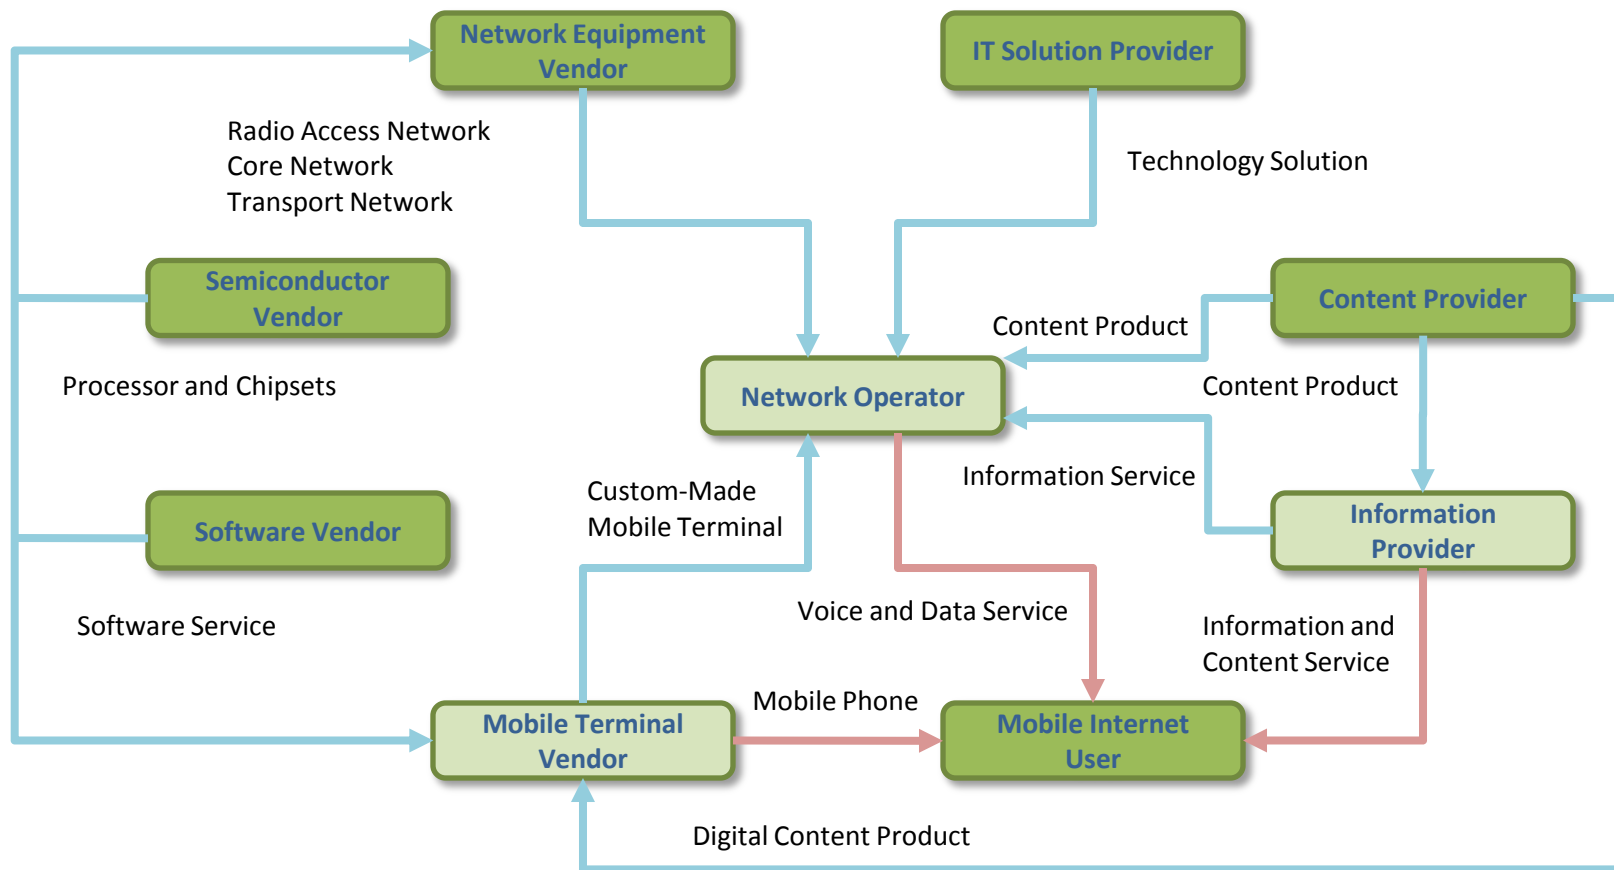 Network Equipment
Vendor
IT Solution Provider
Radio Access Network
Core Network
Transport Network
Technology Solution
Semiconductor
Vendor
Content Provider
Content Product
Processor and Chipsets
Content Product
Network Operator
Information Service
Custom-Made
Mobile Terminal
Software Vendor
Information
Provider
Software Service
Voice and Data Service
Information and
Content Service
Mobile Terminal
Vendor
Mobile Phone
Mobile Internet
User
Digital Content Product